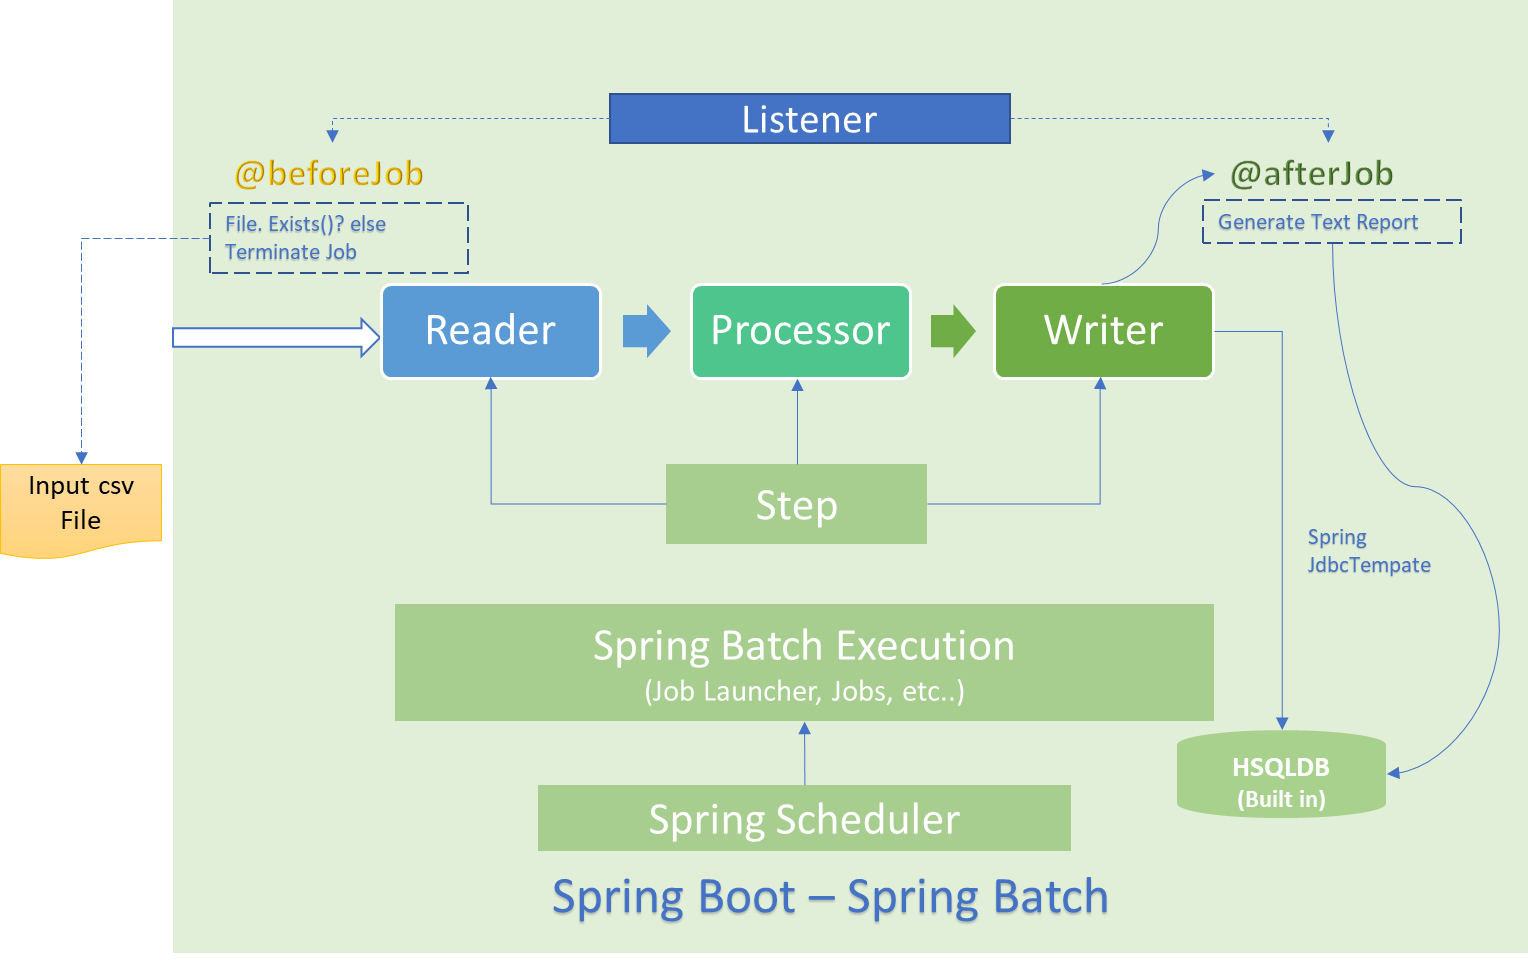 Listener
@beforeJob
File. Exists()? else
Terminate Job
@afterJob
Generate Text Report
Reader
Processor
Writer
Input csv
File
Step
Spring
JdbcTempate
Spring Batch Execution
(Job Launcher, Jobs, etc..)
HSQLDB
(Built in)
Spring Scheduler
Spring Boot – Spring Batch